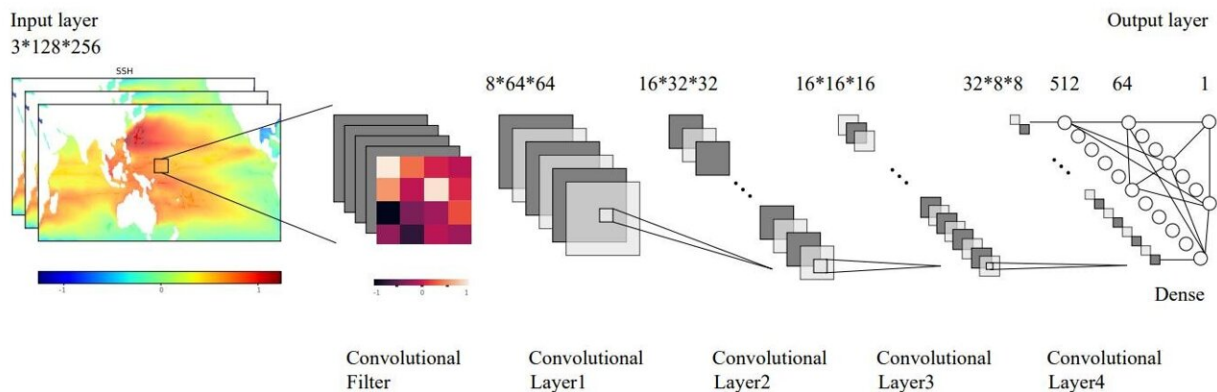 Input layer
3*128*256
Output layer
SSH
8*64*64
16*32*32
16*16*16
32*8*8
512
64
1
-1
0
1
-1
0
1
Dense
Convolutional
Filter
Convolutional
Layer1
Convolutional
Layer2
Convolutional
Layer3
Convolutional
Layer4